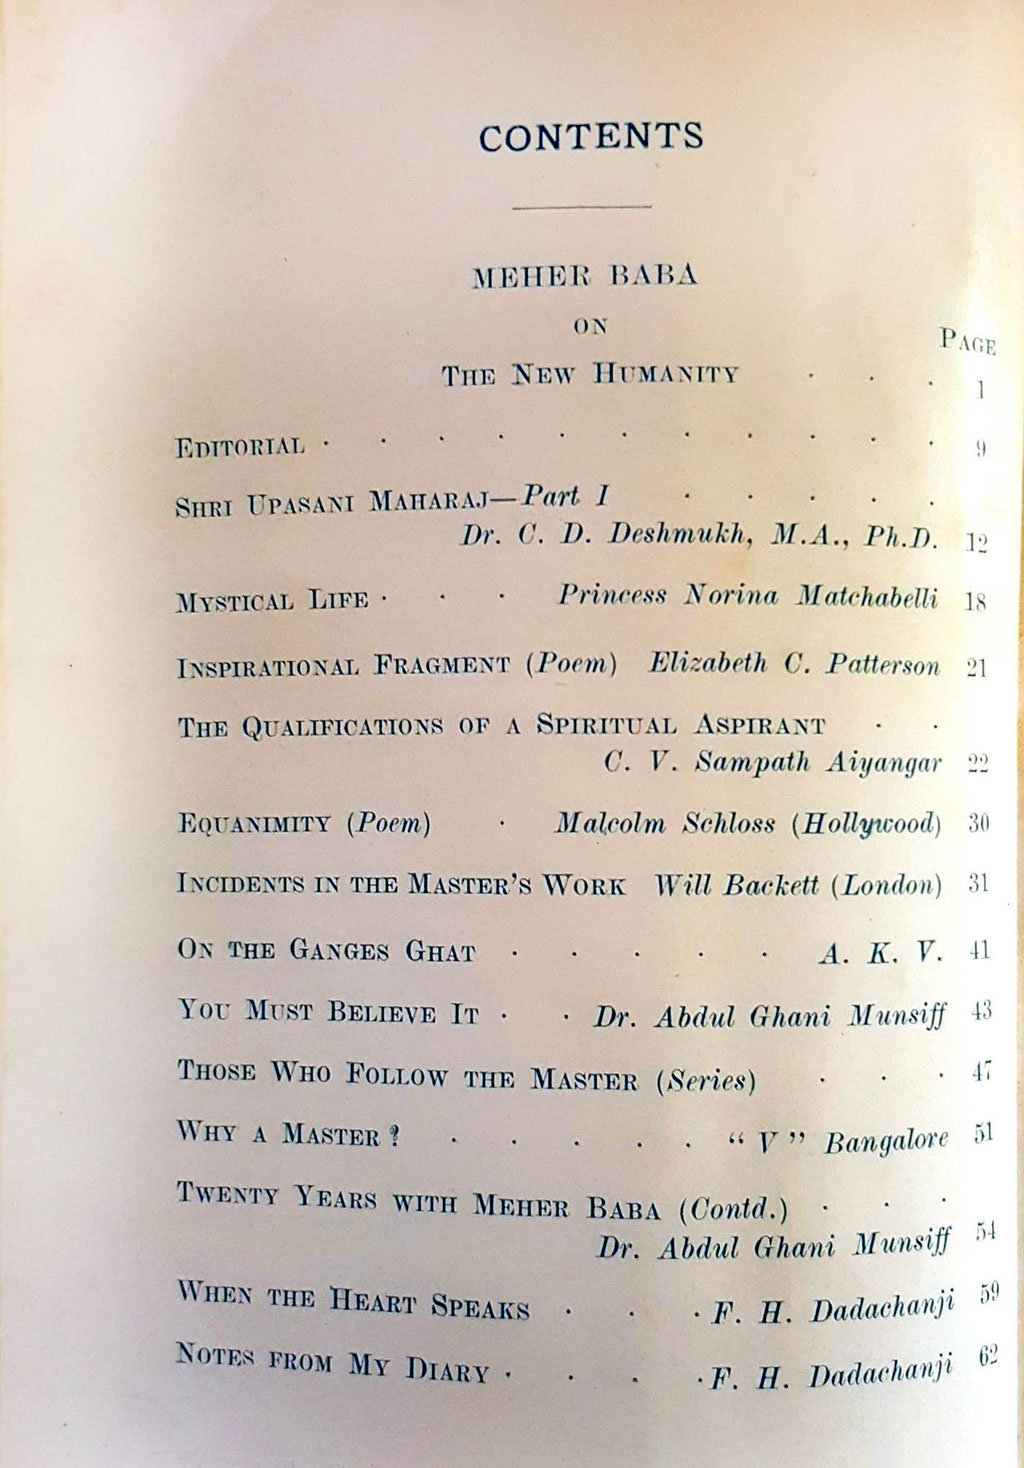 CONTENTS
MEHER BABA
ON
PAGE
THE NEW HUMANITY . . . 1
EDITORIAL . . . . . . . . . . . 9
SHRI UPASANI MAHARAJ—Part I . . . . .
Dr. C. D. Deshmukh, M.A., Ph.D. 12
MYSTICAL LIFE . . . Princess Norina Matchabelli 18
INSPIRATIONAL FRAGMENT (Poem) Elizabeth C. Patterson 21
THE QUALIFICATIONS OF A SPIRITUAL ASPIRANT . .
C. V. Sampath Aiyangar 22
EQUANIMITY (Poem) . Malcolm Schloss (Hollywood) 30
INCIDENTS IN THE MASTER'S WORK Will Backett (London) 31
ON THE GANGES GHAT . . . . . A. K. V. 41
YOU MUST BELIEVE IT . . Dr. Abdul Ghani Munsiff 43
THOSE WHO FOLLOW THE MASTER (Series) . . . 47
WHY A MASTER? . . . . . “ V ” Bangalore 51
TWENTY YEARS WITH MEHER BABA (Contd.) . . .
Dr. Abdul Ghani Munsiff 54
WHEN THE HEART SPEAKS . . . F. H. Dadachanji 59
NOTES FROM MY DIARY . . . . F. H. Dadachanji 62